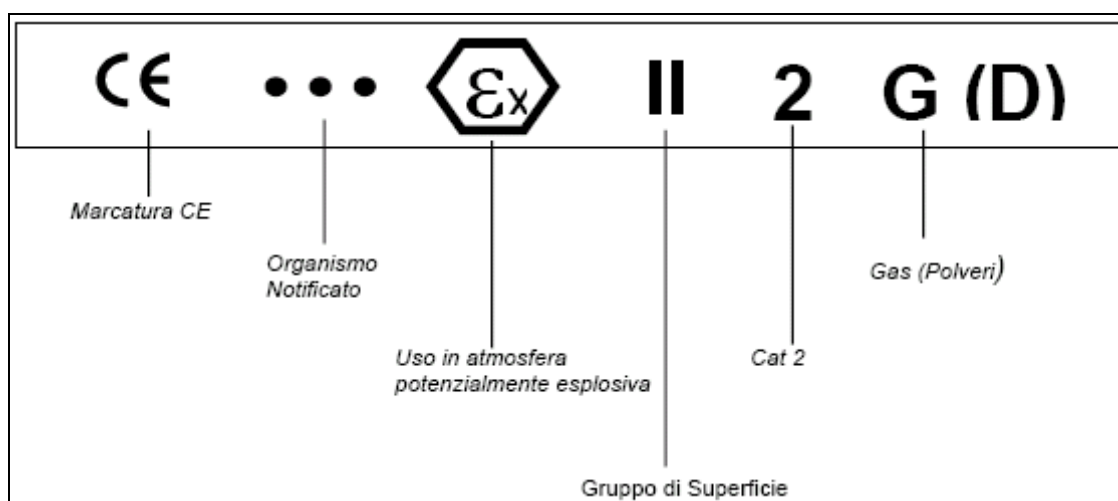 CE ••• Ɛx II 2 G (D)
Marcatura CE
Organismo
Notificato
Gas (Polveri)
Uso in atmosfera
potenzialmente esplosiva
Cat 2
Gruppo di Superficie